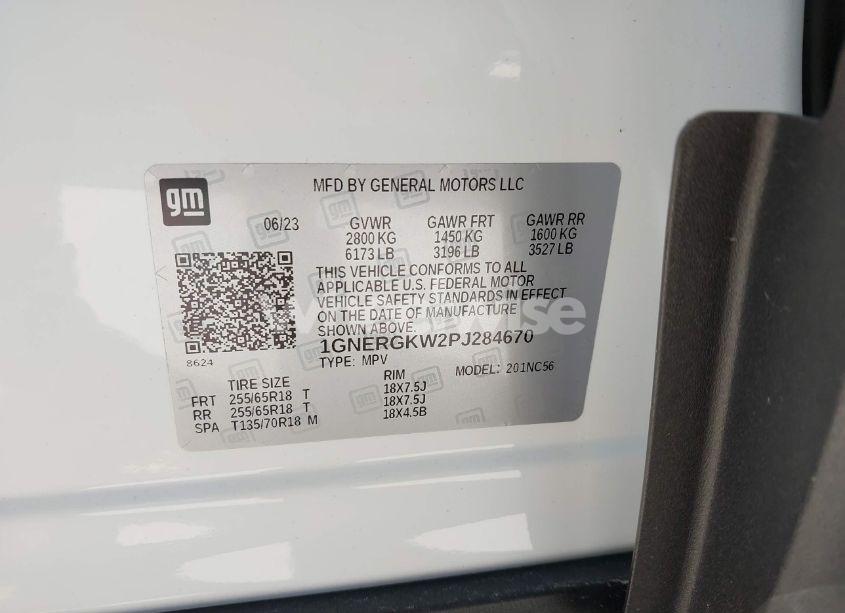 gm
MFD BY GENERAL MOTORS LLC
06/23 GVWR GAWR FRT GAWR RR
2800 KG 1450 KG 1600 KG
6173 LB 3196 LB 3527 LB
THIS VEHICLE CONFORMS TO ALL
APPLICABLE U.S. FEDERAL MOTOR
VEHICLE SAFETY STANDARDS IN EFFECT
ON THE DATE OF MANUFACTURE
SHOWN ABOVE.
1GNERGKW2PJ284670
8624
TYPE: MPV MODEL: 201NC56
TIRE SIZE RIM
FRT 255/65R18 T 18X7.5J
RR 255/65R18 T 18X7.5J
SPA T135/70R18 M 18X4.5B